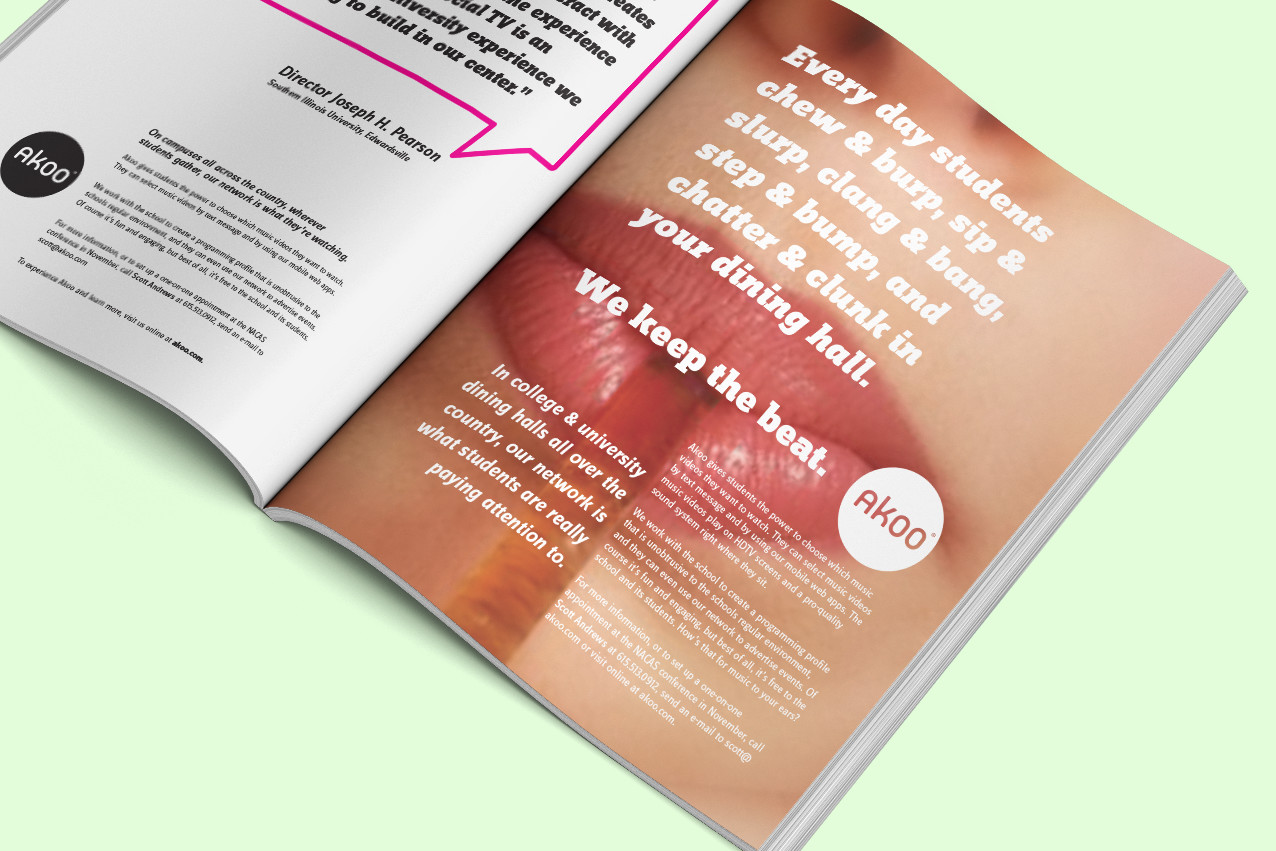 eates
ract with
the experience
ocial TV is an
niversity experience we
ng to build in our center.”
Director Joseph H. Pearson
Southern Illinois University, Edwardsville
AKOO
On campuses all across the country, wherever
students gather, our network is what they're watching.
Akoo gives students the power to choose which music videos they want to watch.
They can select music videos by text message and by using our mobile web apps.
We work with the school to create a programming profile that is unobtrusive to the
schools regular environment, and they can even use our network to advertise events.
Of course it's fun and engaging, but best of all, it's free to the school and its students.
For more information, or to set up a one-on-one appointment at the NACAS
conference in November, call Scott Andrews at 615.513.0912, send an e-mail to
scott@akoo.com
To experience Akoo and learn more, visit us online at akoo.com.
Every day students
chew & burp, sip &
slurp, clang & bang,
step & bump, and
chatter & clunk in
your dining hall.
We keep the beat.
In college & university
dining halls all over the
country, our network is
what students are really
paying attention to.
Akoo gives students the power to choose which music
videos they want to watch. They can select music videos
by text message and by using our mobile web apps. The
music videos play on HDTV screens and a pro-quality
sound system right where they sit.
We work with the school to create a programming profile
that is unobtrusive to the schools regular environment,
and they can even use our network to advertise events. Of
course it's fun and engaging, but best of all, it's free to the
school and its students. How's that for music to your ears?
For more information, or to set up a one-on-one
appointment at the NACAS conference in November, call
Scott Andrews at 615.513.0912, send an e-mail to scott@
akoo.com or visit online at akoo.com.
AKOO